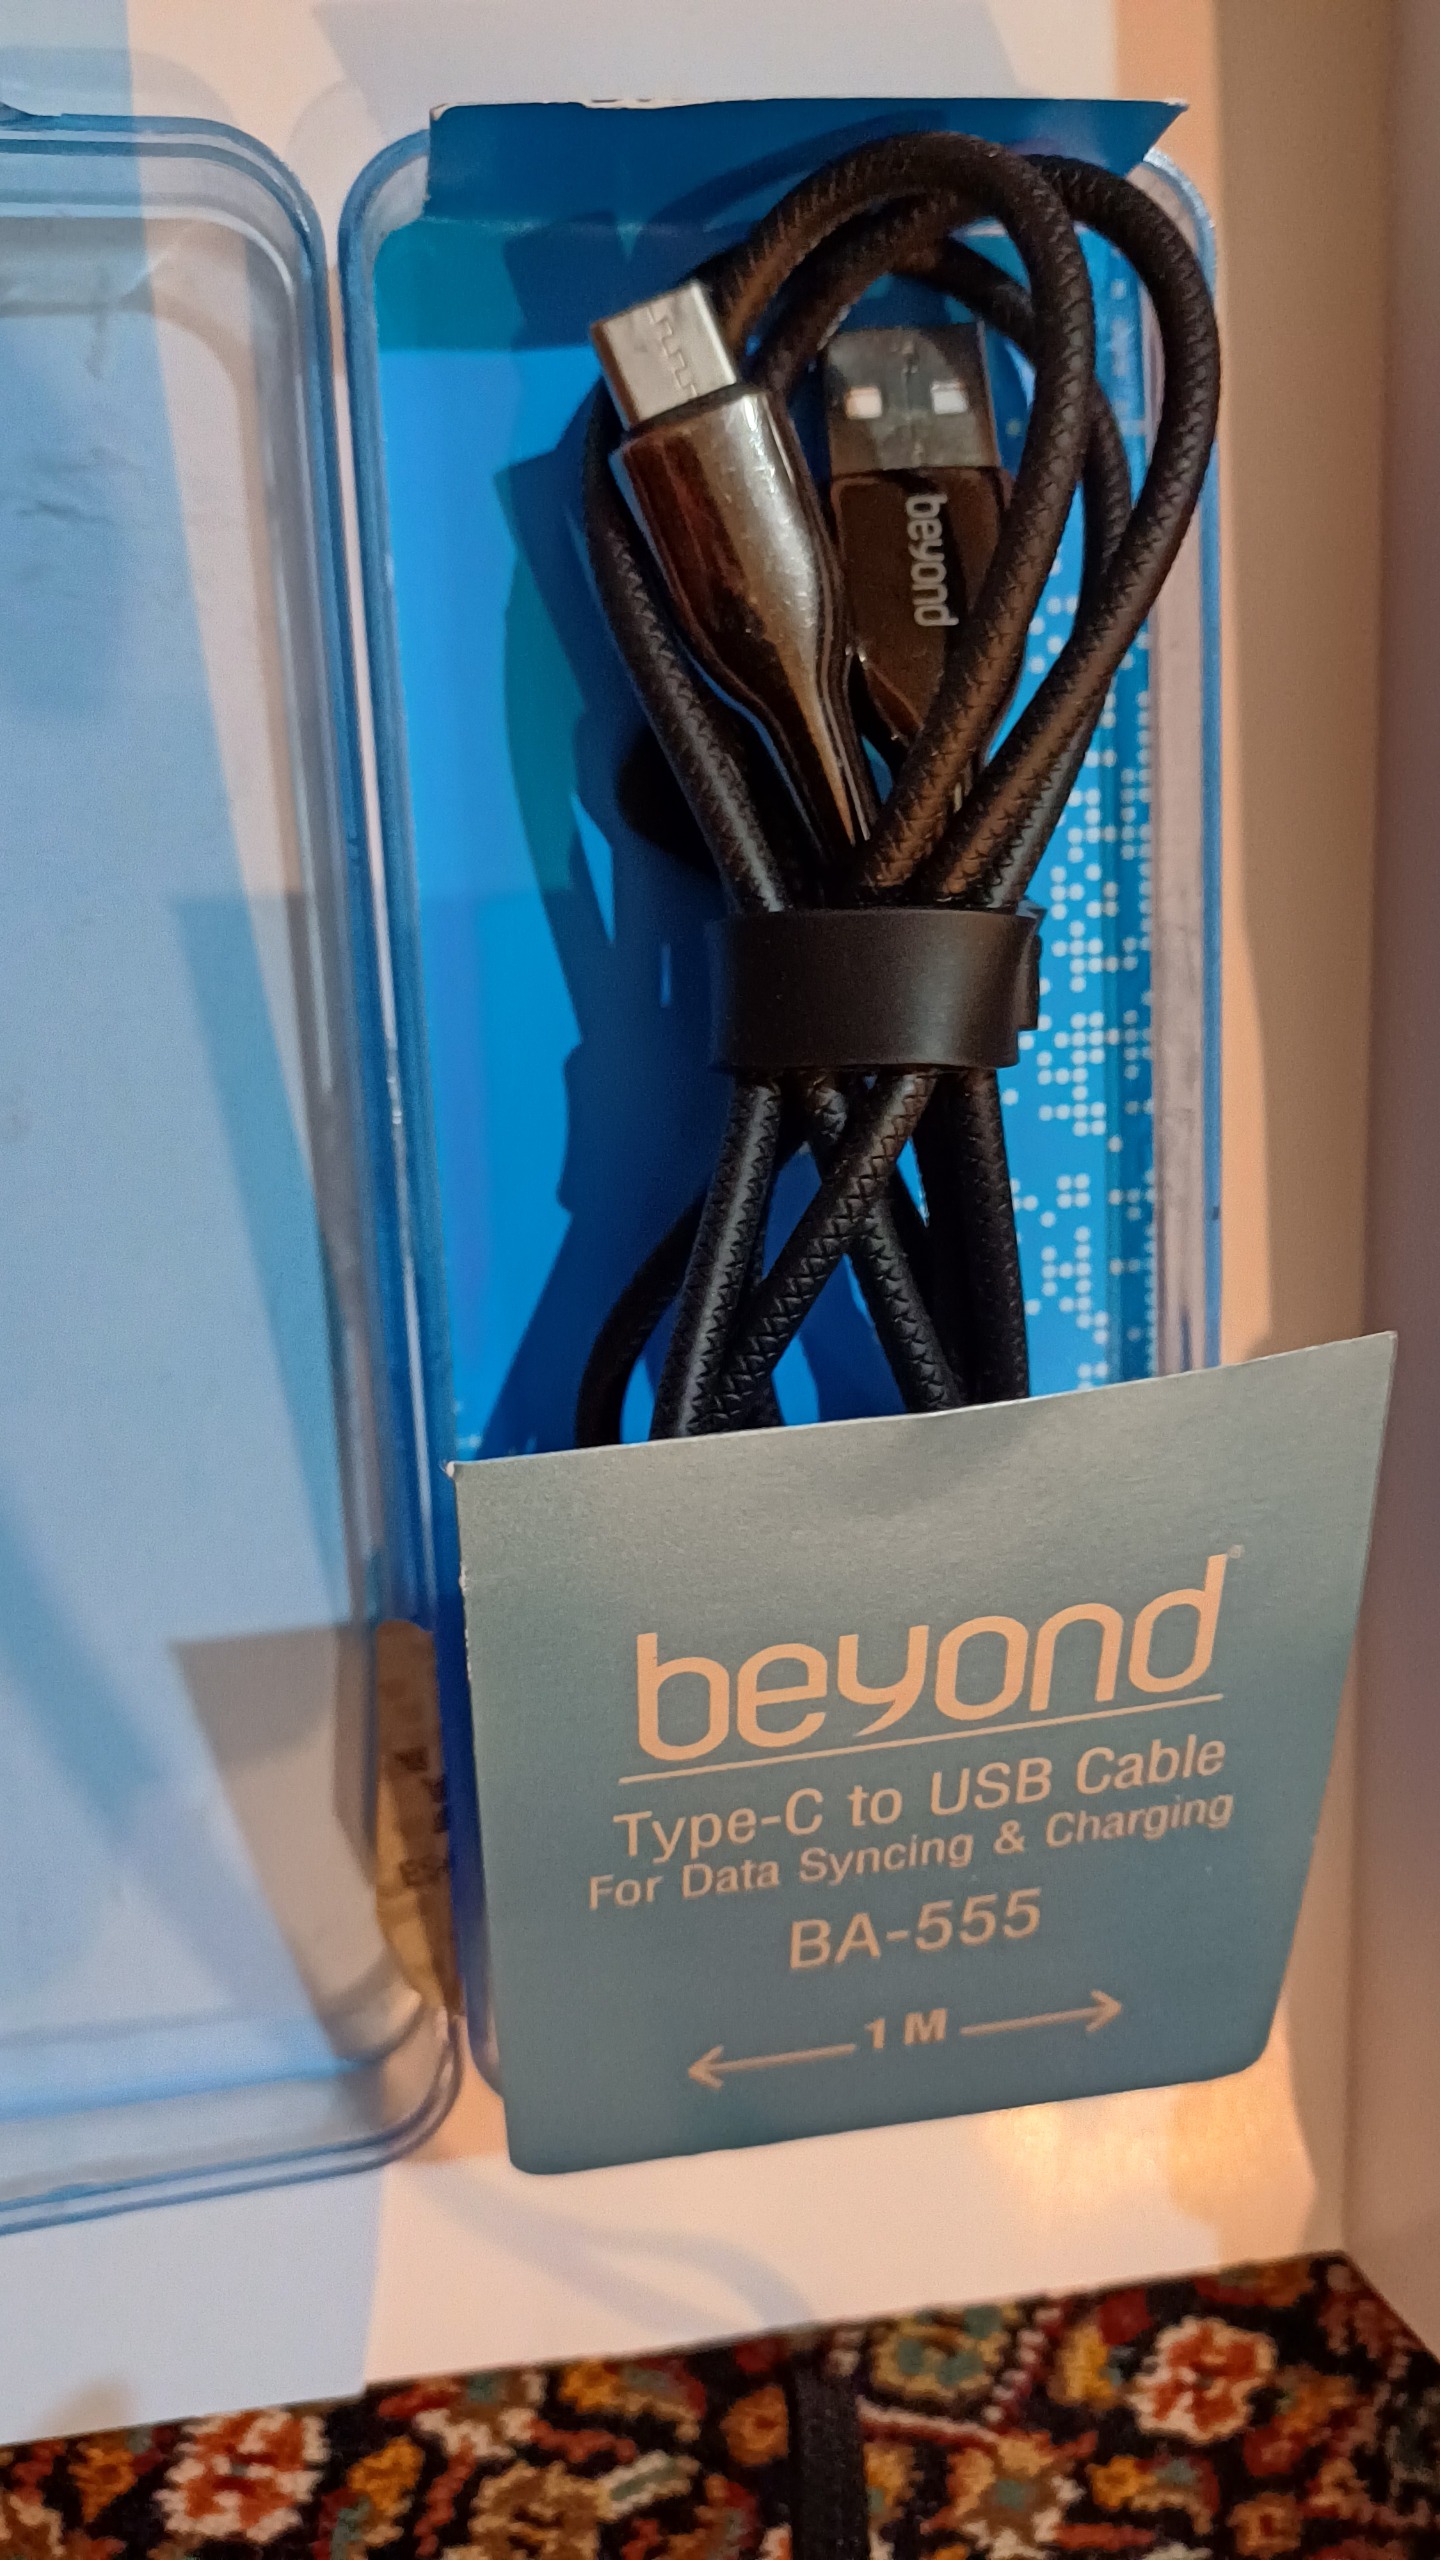 beyond
beyond
Type-C to USB Cable
For Data Syncing & Charging
BA-555
1 M